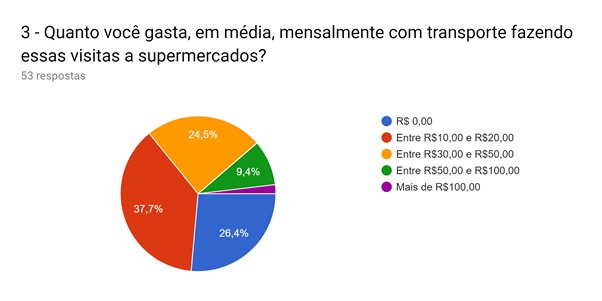 3 - Quanto você gasta, em média, mensalmente com transporte fazendo
essas visitas a supermercados?
53 respostas
24,5%
9,4%
37,7%
26,4%
R$ 0,00
Entre R$10,00 e R$20,00
Entre R$30,00 e R$50,00
Entre R$50,00 e R$100,00
Mais de R$100,00